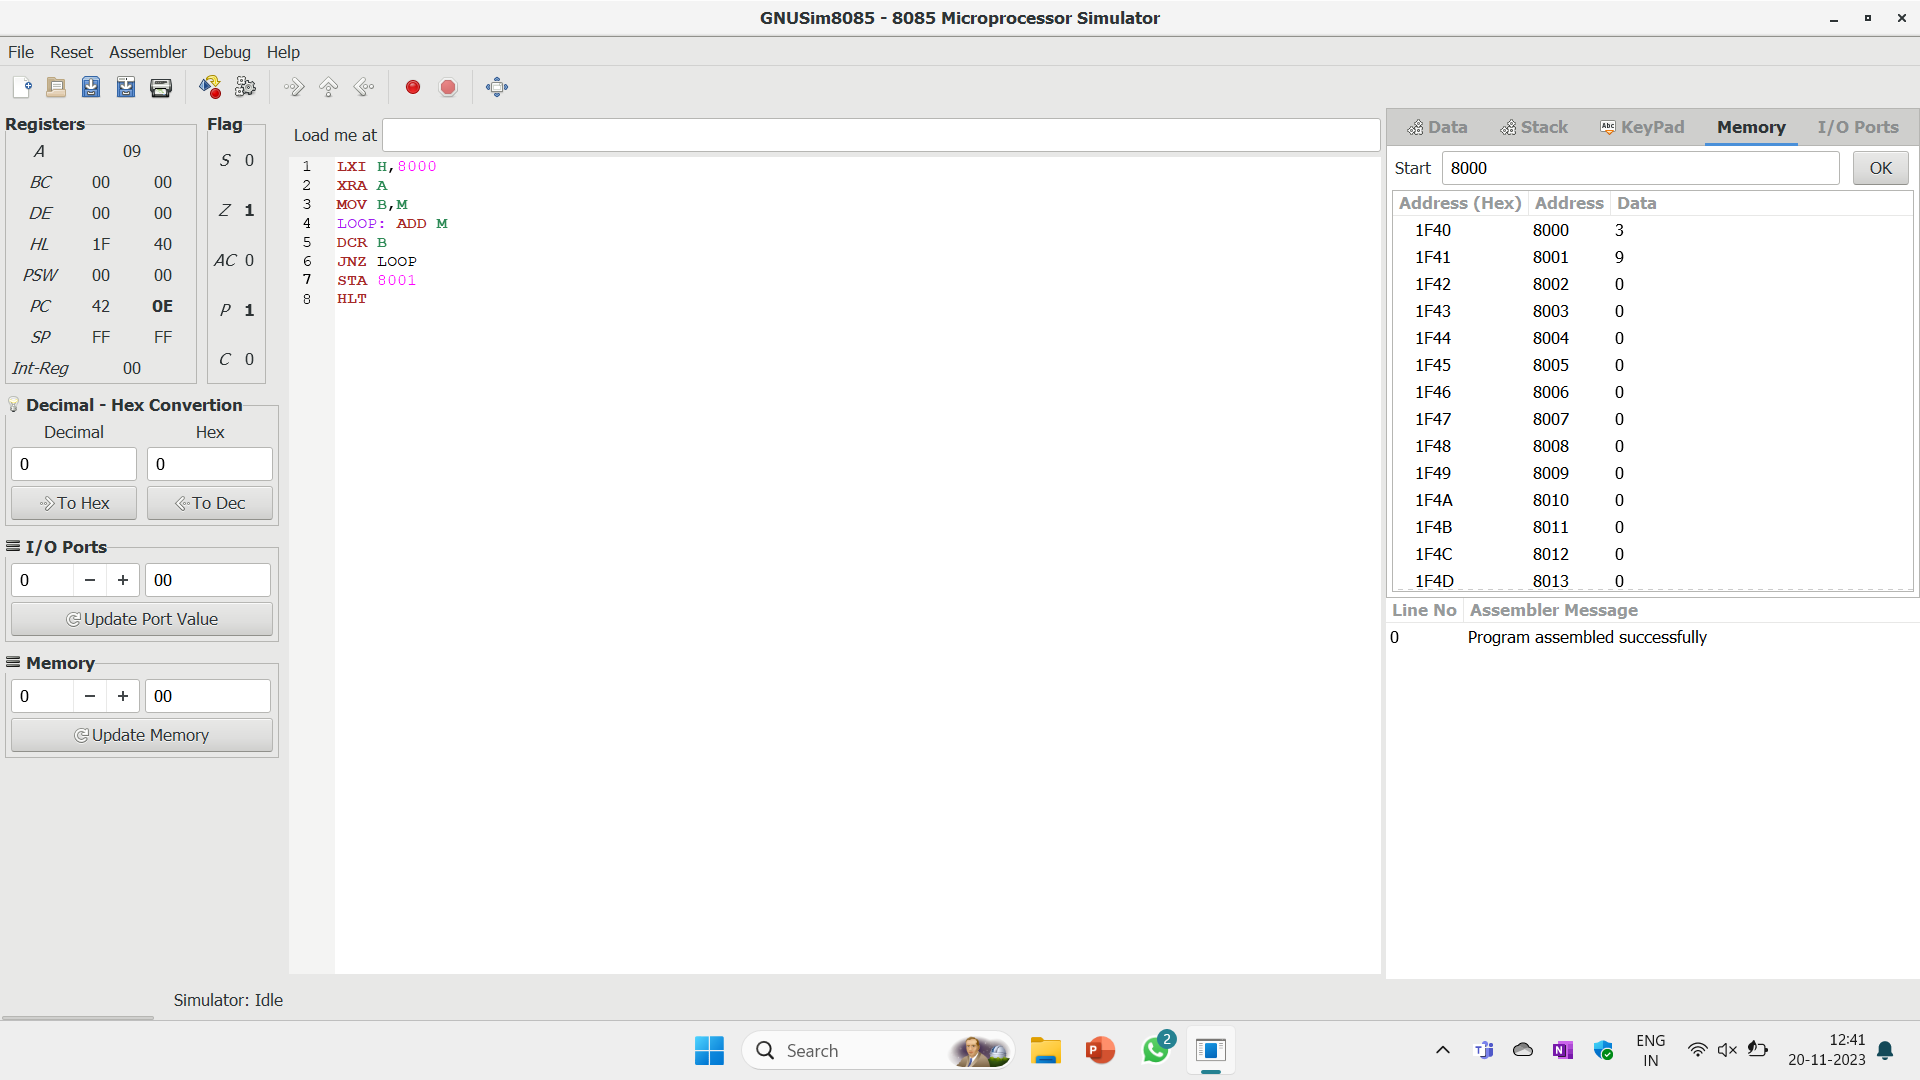 GNUSim8085 - 8085 Microprocessor Simulator
File Reset Assembler Debug Help
Registers
A 09
BC 00 00
DE 00 00
HL 1F 40
PSW 00 00
PC 42 0E
SP FF FF
Int-Reg 00
Flag
S 0
Z 1
AC 0
P 1
C 0
Decimal - Hex Convertion
Decimal Hex
0 0
To Hex To Dec
I/O Ports
0 − + 00
Update Port Value
Memory
0 − + 00
Update Memory
Load me at
1 LXI H,8000
2 XRA A
3 MOV B,M
4 LOOP: ADD M
5 DCR B
6 JNZ LOOP
7 STA 8001
8 HLT
Data Stack Abc KeyPad Memory I/O Ports
Start 8000 OK
Address (Hex) Address Data
1F40 8000 3
1F41 8001 9
1F42 8002 0
1F43 8003 0
1F44 8004 0
1F45 8005 0
1F46 8006 0
1F47 8007 0
1F48 8008 0
1F49 8009 0
1F4A 8010 0
1F4B 8011 0
1F4C 8012 0
1F4D 8013 0
Line No Assembler Message
0 Program assembled successfully
Simulator: Idle
Search
P
2
N
ENG
IN
12:41
20-11-2023